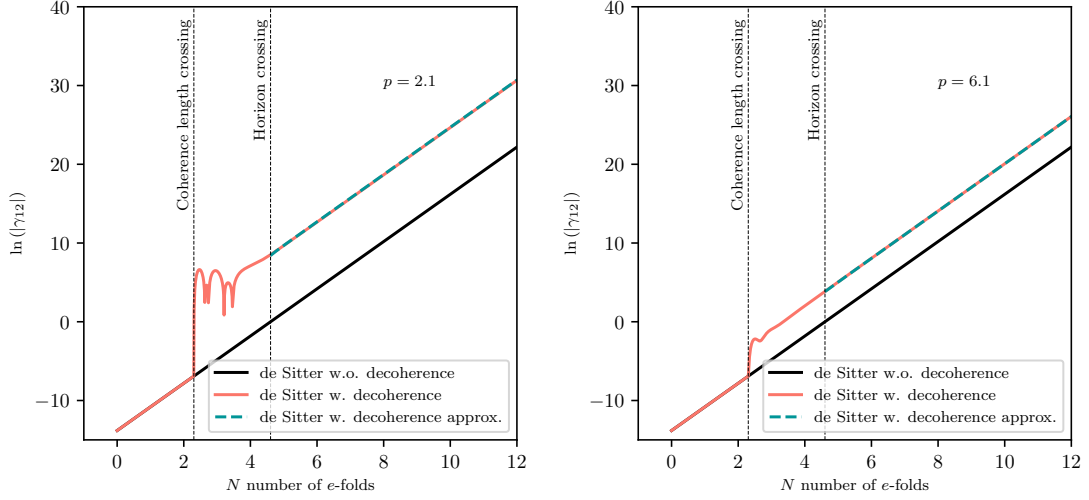 40
30
20
10
0
−10
ln (|γ12|)
Coherence length crossing
Horizon crossing
p = 2.1
de Sitter w.o. decoherence
de Sitter w. decoherence
de Sitter w. decoherence approx.
0 2 4 6 8 10 12
N number of e-folds
40
30
20
10
0
−10
ln (|γ12|)
Coherence length crossing
Horizon crossing
p = 6.1
de Sitter w.o. decoherence
de Sitter w. decoherence
de Sitter w. decoherence approx.
0 2 4 6 8 10 12
N number of e-folds